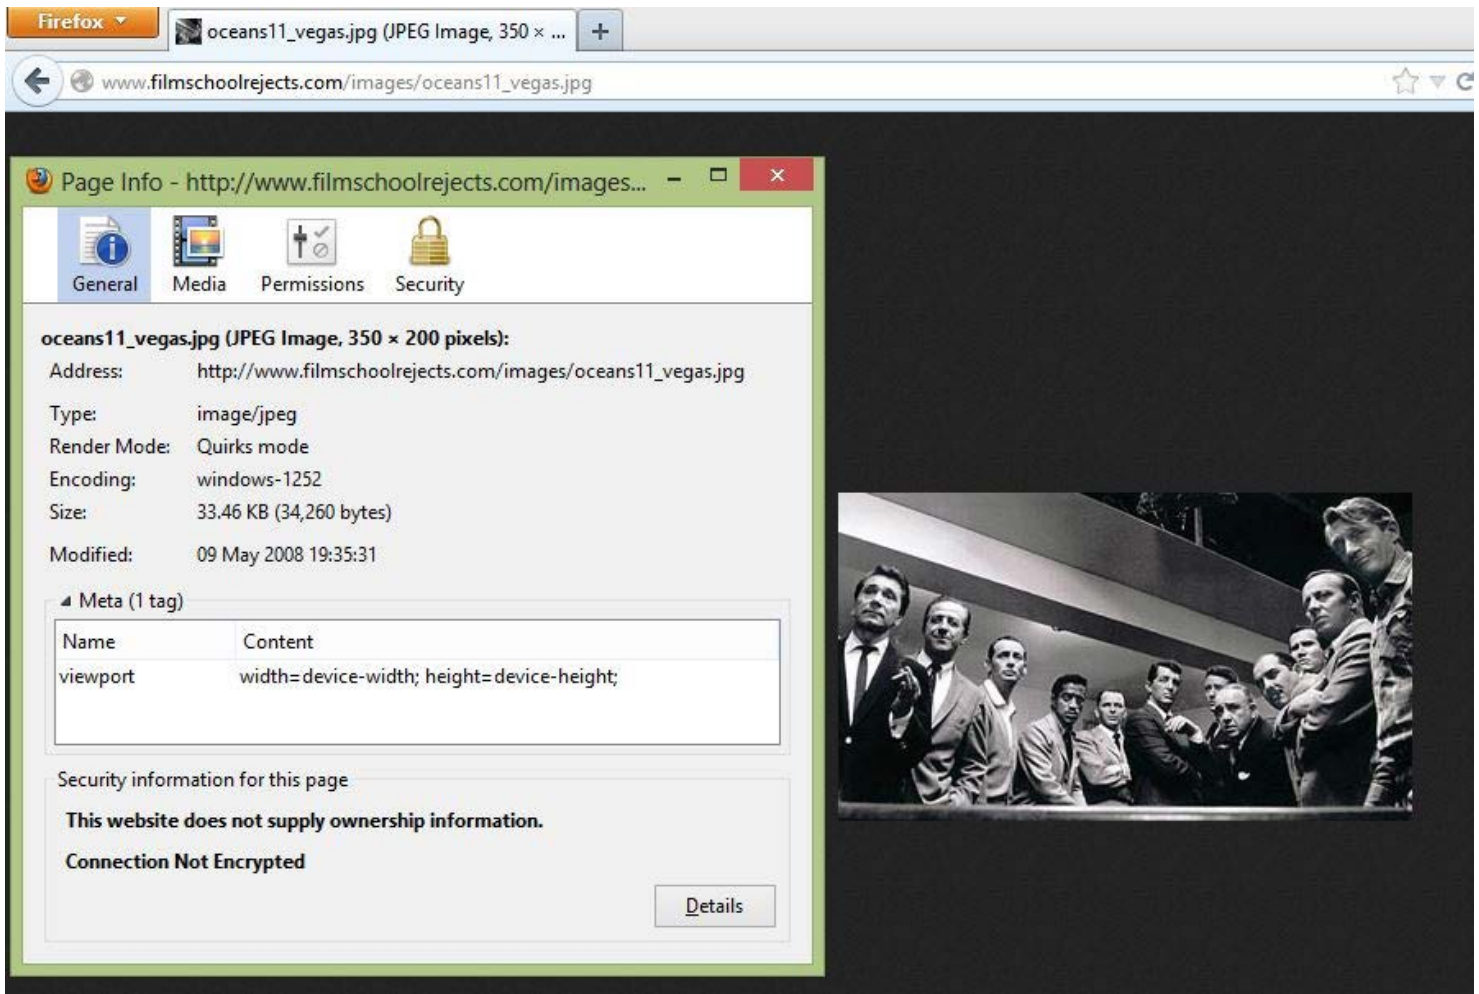 Firefox
oceans11_vegas.jpg (JPEG Image, 350 × ...
www.filmschoolrejects.com/images/oceans11_vegas.jpg
Page Info - http://www.filmschoolrejects.com/images...
General Media Permissions Security
oceans11_vegas.jpg (JPEG Image, 350 × 200 pixels):
Address: http://www.filmschoolrejects.com/images/oceans11_vegas.jpg
Type: image/jpeg
Render Mode: Quirks mode
Encoding: windows-1252
Size: 33.46 KB (34,260 bytes)
Modified: 09 May 2008 19:35:31
Meta (1 tag)
Name Content
viewport width=device-width; height=device-height;
Security information for this page
This website does not supply ownership information.
Connection Not Encrypted
Details